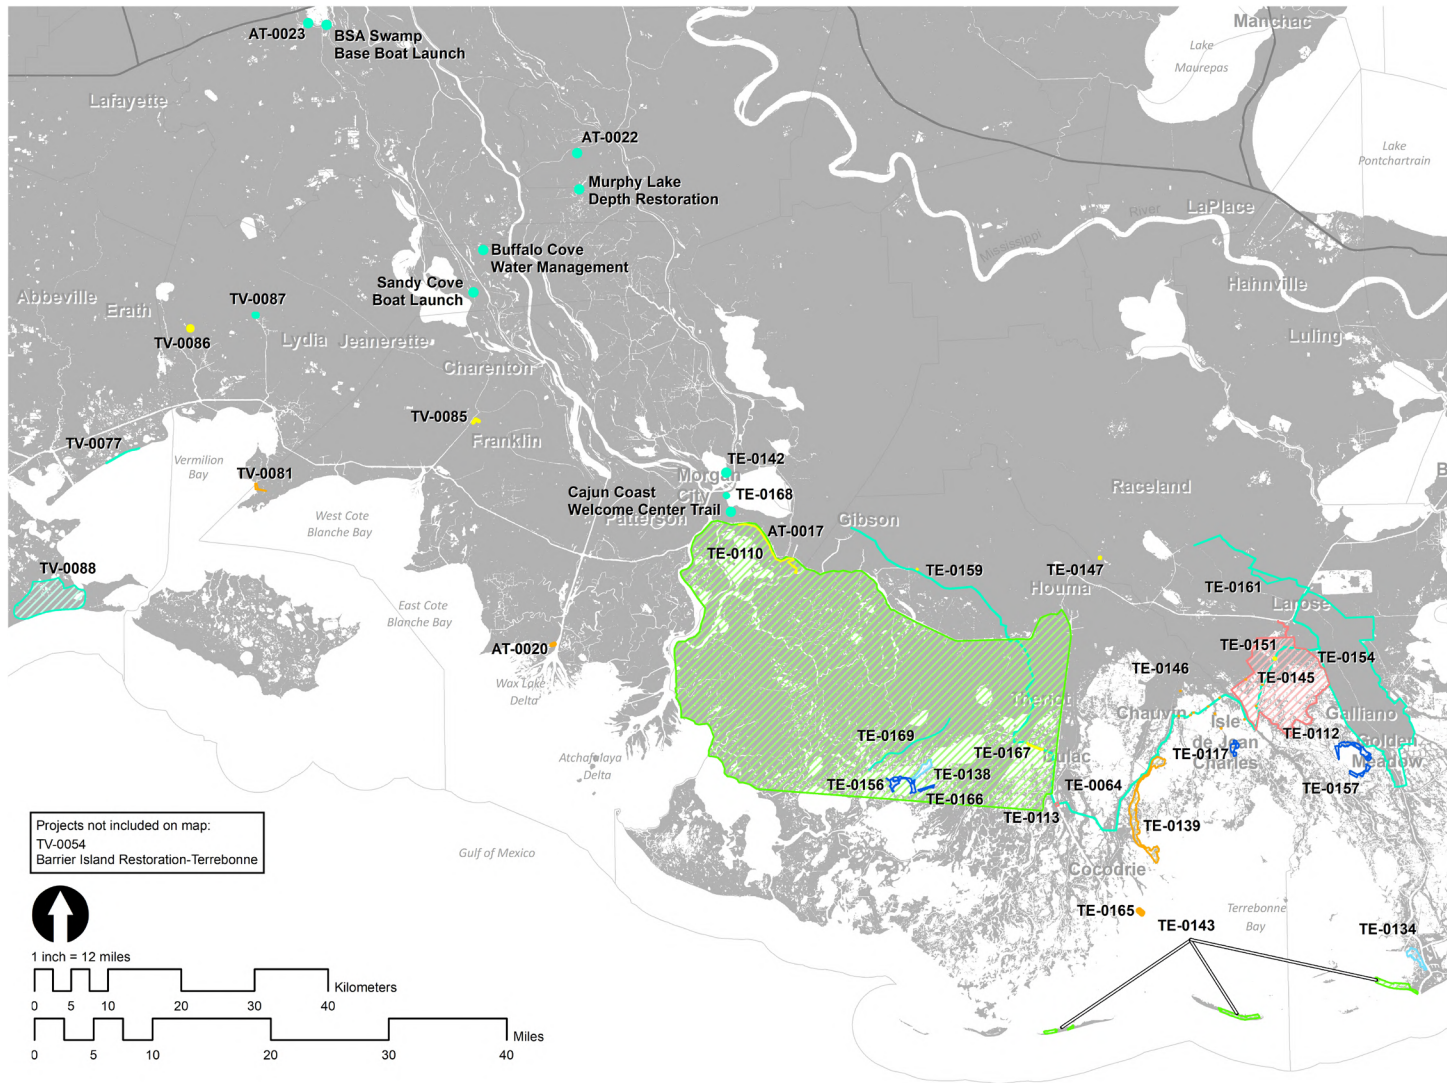 Manchac
AT-0023
BSA Swamp
Base Boat Launch
Lake
Maurepas
Lafayette
AT-0022
Lake
Pontchartrain
Murphy Lake
Depth Restoration
River
LaPlace
Mississippi
Buffalo Cove
Water Management
Sandy Cove
Boat Launch
Hahnville
Abbeville
Erath
TV-0087
TV-0086
Lydia
Jeanerette
Luling
Charenton
TV-0085
Franklin
TV-0077
Vermilion
Bay
TV-0081
TE-0142
Morgan
City
B
Cajun Coast
Welcome Center Trail
TE-0168
Raceland
Patterson
West Cote
Blanche Bay
Gibson
AT-0017
TE-0110
TV-0088
TE-0159
TE-0147
Houma
TE-0161
Larose
East Cote
Blanche Bay
AT-0020
TE-0151
TE-0154
TE-0146
TE-0145
Wax Lake
Delta
Theriot
Chauvin
Galliano
Isle
de Jean
Charles
TE-0112
TE-0169
TE-0167
Dulac
TE-0117
Golden
Meadow
Atchafalaya
Delta
TE-0138
TE-0156
TE-0064
TE-0157
TE-0166
TE-0113
TE-0139
Projects not included on map:
TV-0054
Barrier Island Restoration-Terrebonne
Gulf of Mexico
Cocodrie
TE-0165
TE-0143
Terrebonne
Bay
TE-0134
1 inch = 12 miles
Kilometers
0 5 10 20 30 40
Miles
0 5 10 20 30 40